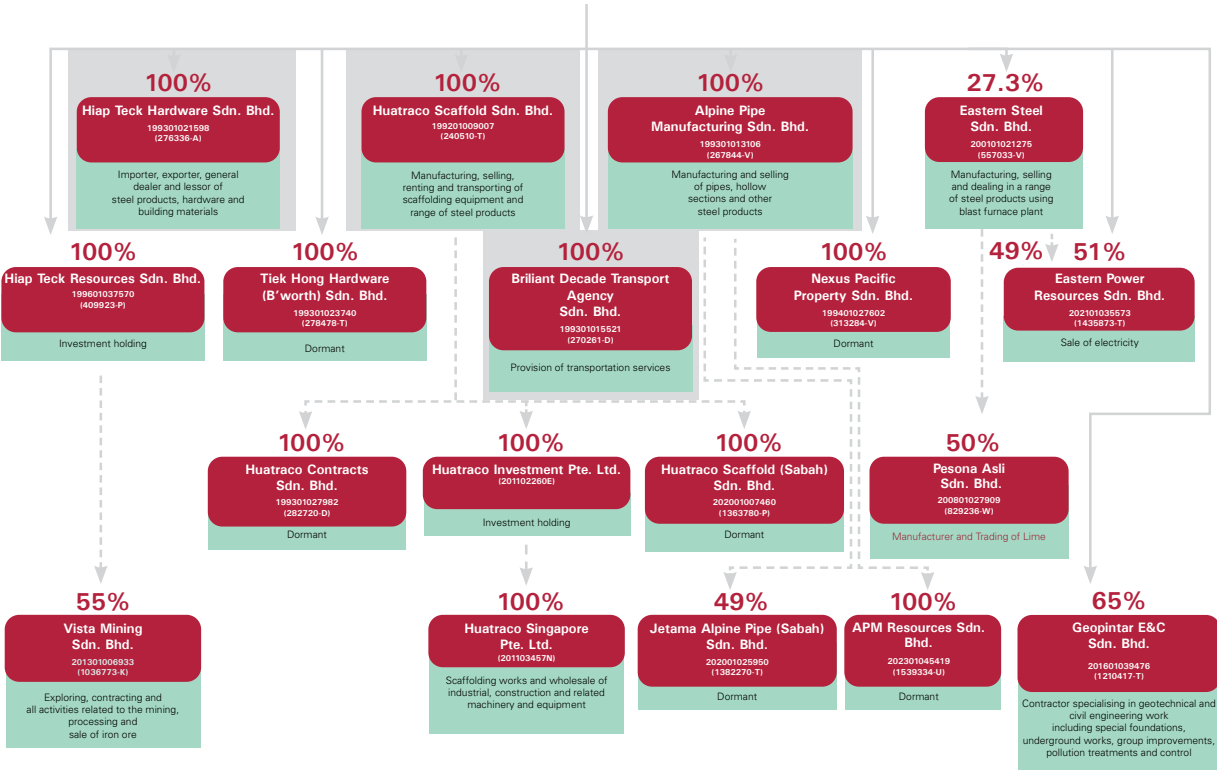 100%
Hiap Teck Hardware Sdn. Bhd.
199301021598
(276336-A)
Importer, exporter, general
dealer and lessor of
steel products, hardware and
building materials
100%
Huatraco Scaffold Sdn. Bhd.
199201009007
(240510-T)
Manufacturing, selling,
renting and transporting of
scaffolding equipment and
range of steel products
100%
Alpine Pipe
Manufacturing Sdn. Bhd.
199301013106
(267844-V)
Manufacturing and selling
of pipes, hollow
sections and other
steel products
27.3%
Eastern Steel
Sdn. Bhd.
200101021275
(557033-V)
Manufacturing, selling
and dealing in a range
of steel products using
blast furnace plant
100%
Hiap Teck Resources Sdn. Bhd.
199601037570
(409923-P)
Investment holding
100%
Tiek Hong Hardware
(B'worth) Sdn. Bhd.
199301023740
(278478-T)
Dormant
100%
Briliant Decade Transport
Agency
Sdn. Bhd.
199301015521
(270261-D)
Provision of transportation services
100%
Nexus Pacific
Property Sdn. Bhd.
199401027602
(313284-V)
Dormant
49% 51%
Eastern Power
Resources Sdn. Bhd.
202101035573
(1435873-T)
Sale of electricity
100%
Huatraco Contracts
Sdn. Bhd.
199301027982
(282720-D)
Dormant
100%
Huatraco Investment Pte. Ltd.
(201102260E)
Investment holding
100%
Huatraco Scaffold (Sabah)
Sdn. Bhd.
202001007460
(1363780-P)
Dormant
50%
Pesona Asli
Sdn. Bhd.
200801027909
(829236-W)
Manufacturer and Trading of Lime
55%
Vista Mining
Sdn. Bhd.
201301006933
(1036773-K)
Exploring, contracting and
all activities related to the mining,
processing and
sale of iron ore
100%
Huatraco Singapore
Pte. Ltd.
(201103457N)
Scaffolding works and wholesale of
industrial, construction and related
machinery and equipment
49%
Jetama Alpine Pipe (Sabah)
Sdn. Bhd.
202001025950
(1382270-T)
Dormant
100%
APM Resources Sdn.
Bhd.
202301045419
(1539334-U)
Dormant
65%
Geopintar E&C
Sdn. Bhd.
201601039476
(1210417-T)
Contractor specialising in geotechnical and
civil engineering work
including special foundations,
underground works, group improvements,
pollution treatments and control